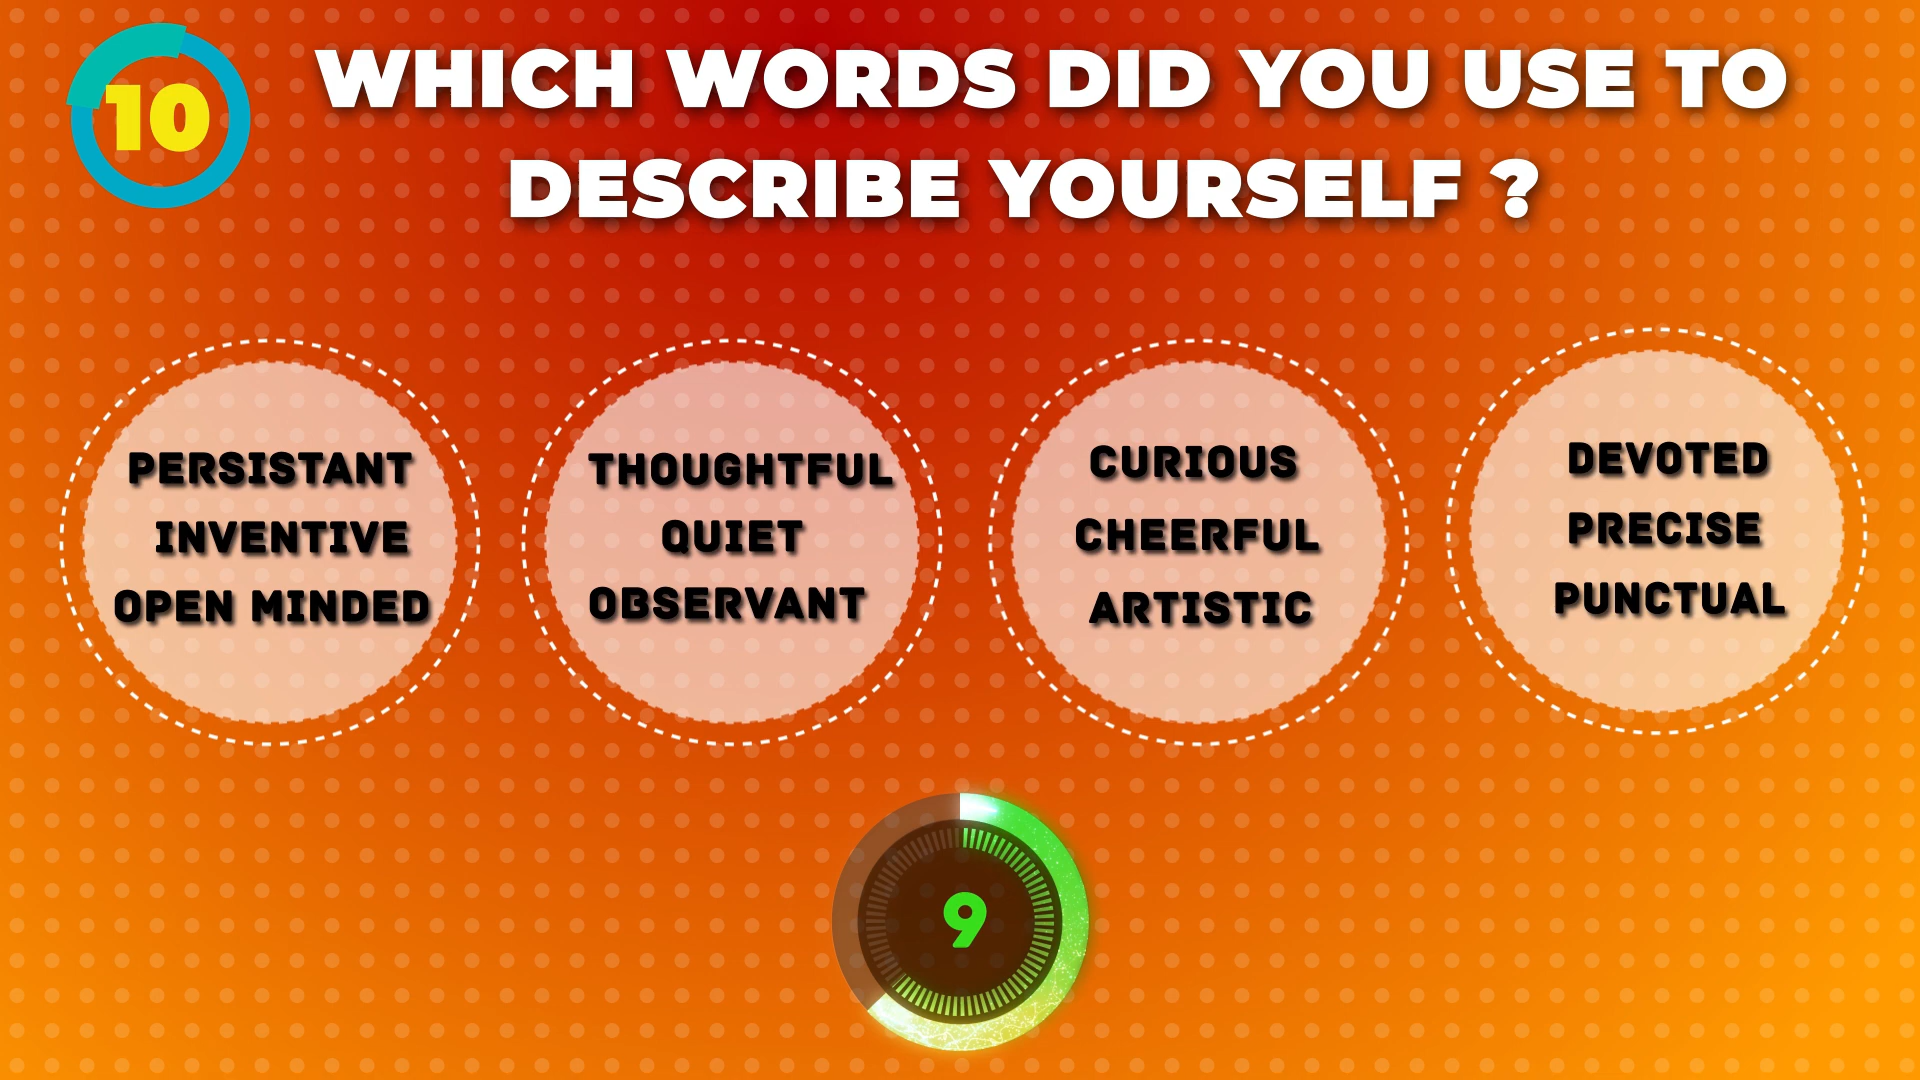 10
WHICH WORDS DID YOU USE TO
DESCRIBE YOURSELF ?
PERSISTANT
INVENTIVE
OPEN MINDED
THOUGHTFUL
QUIET
OBSERVANT
CURIOUS
CHEERFUL
ARTISTIC
DEVOTED
PRECISE
PUNCTUAL
9